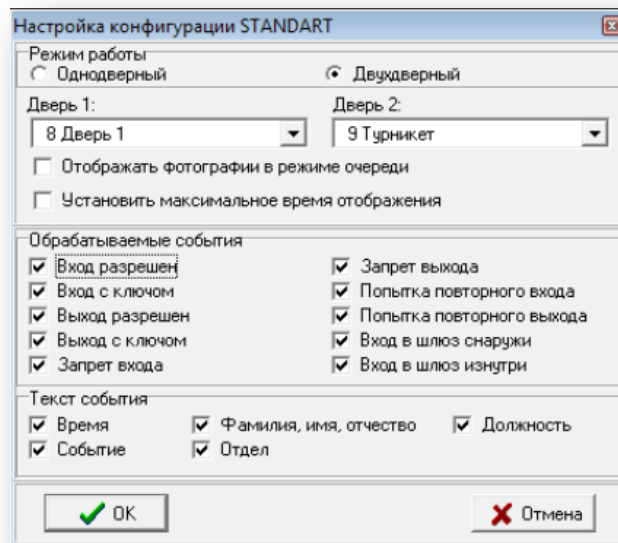 Настройка конфигурации STANDART
Режим работы
Однодверный Двухдверный
Дверь 1: Дверь 2:
8 Дверь 1 9 Турникет
Отображать фотографии в режиме очереди
Установить максимальное время отображения
Обрабатываемые события
Вход разрешен Запрет выхода
Вход с ключом Попытка повторного входа
Выход разрешен Попытка повторного выхода
Выход с ключом Вход в шлюз снаружи
Запрет входа Вход в шлюз изнутри
Текст события
Время Фамилия, имя, отчество Должность
Событие Отдел
OK Отмена